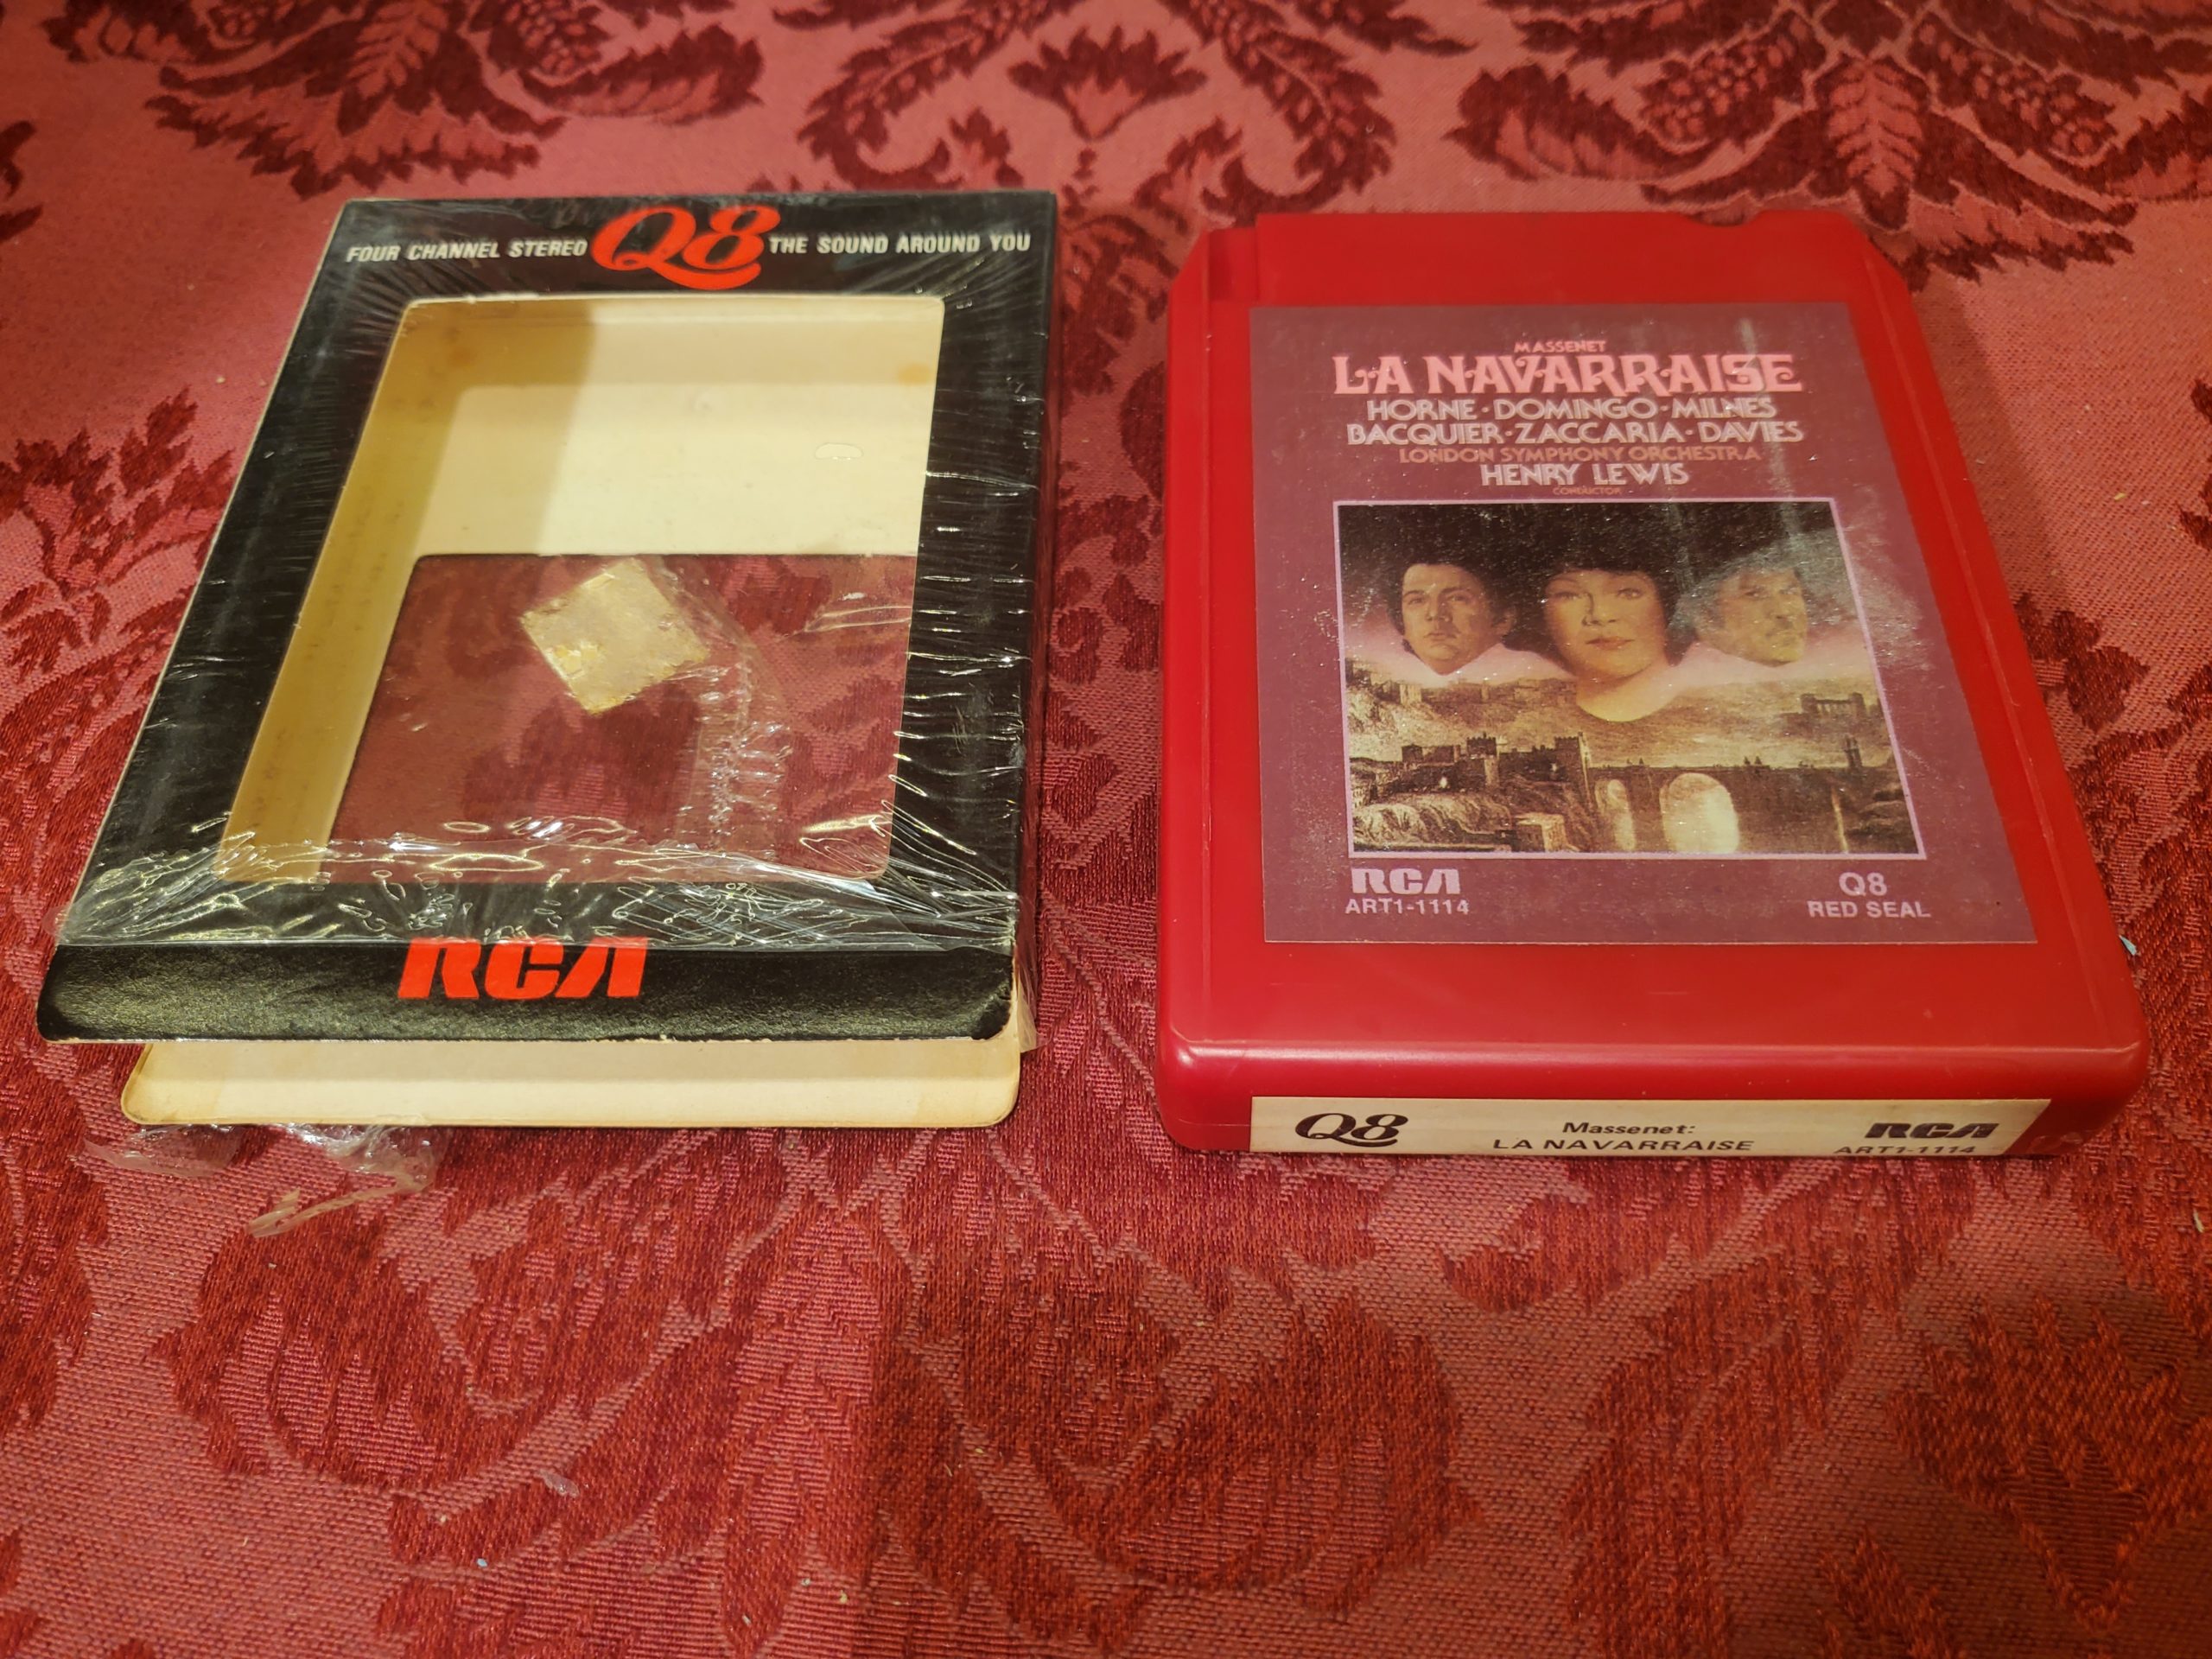 FOUR CHANNEL STEREO Q8 THE SOUND AROUND YOU
RCA
MASSENET
LA NAVARRAISE
HORNE · DOMINGO · MILNES
BACQUIER · ZACCARIA · DAVIES
LONDON SYMPHONY ORCHESTRA
HENRY LEWIS
CONDUCTOR
RCA
ART1-1114
Q8
RED SEAL
Q8
Massenet:
LA NAVARRAISE
RCA
ART1-1114